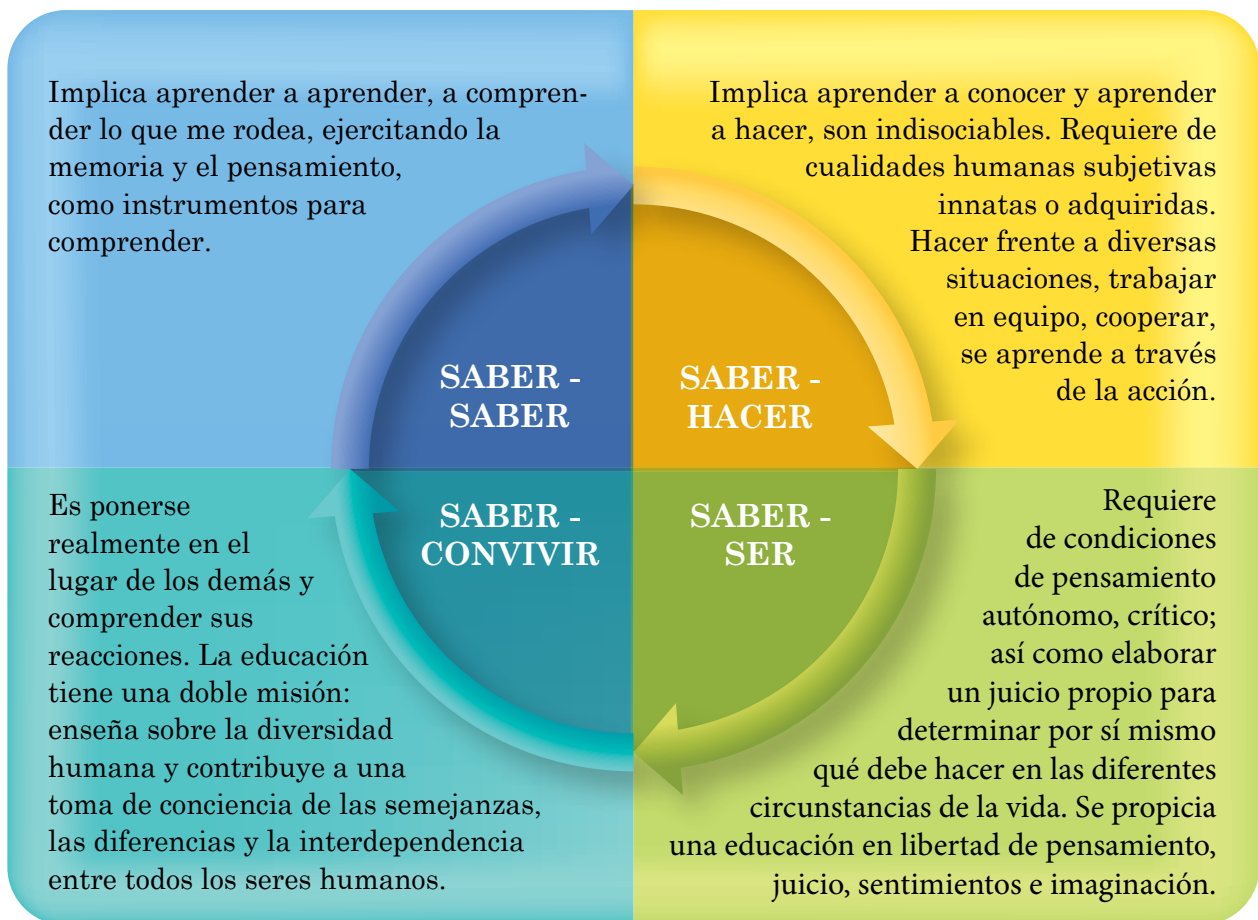 Implica aprender a aprender, a compren-
der lo que me rodea, ejercitando la
memoria y el pensamiento,
como instrumentos para
comprender.
SABER -
SABER
Implica aprender a conocer y aprender
a hacer, son indisociables. Requiere de
cualidades humanas subjetivas
innatas o adquiridas.
Hacer frente a diversas
situaciones, trabajar
en equipo, cooperar,
se aprende a través
de la acción.
SABER -
HACER
Es ponerse
realmente en el
lugar de los demás y
comprender sus
reacciones. La educación
tiene una doble misión:
enseña sobre la diversidad
humana y contribuye a una
toma de conciencia de las semejanzas,
las diferencias y la interdependencia
entre todos los seres humanos.
SABER -
CONVIVIR
SABER -
SER
Requiere
de condiciones
de pensamiento
autónomo, crítico;
así como elaborar
un juicio propio para
determinar por sí mismo
qué debe hacer en las diferentes
circunstancias de la vida. Se propicia
una educación en libertad de pensamiento,
juicio, sentimientos e imaginación.